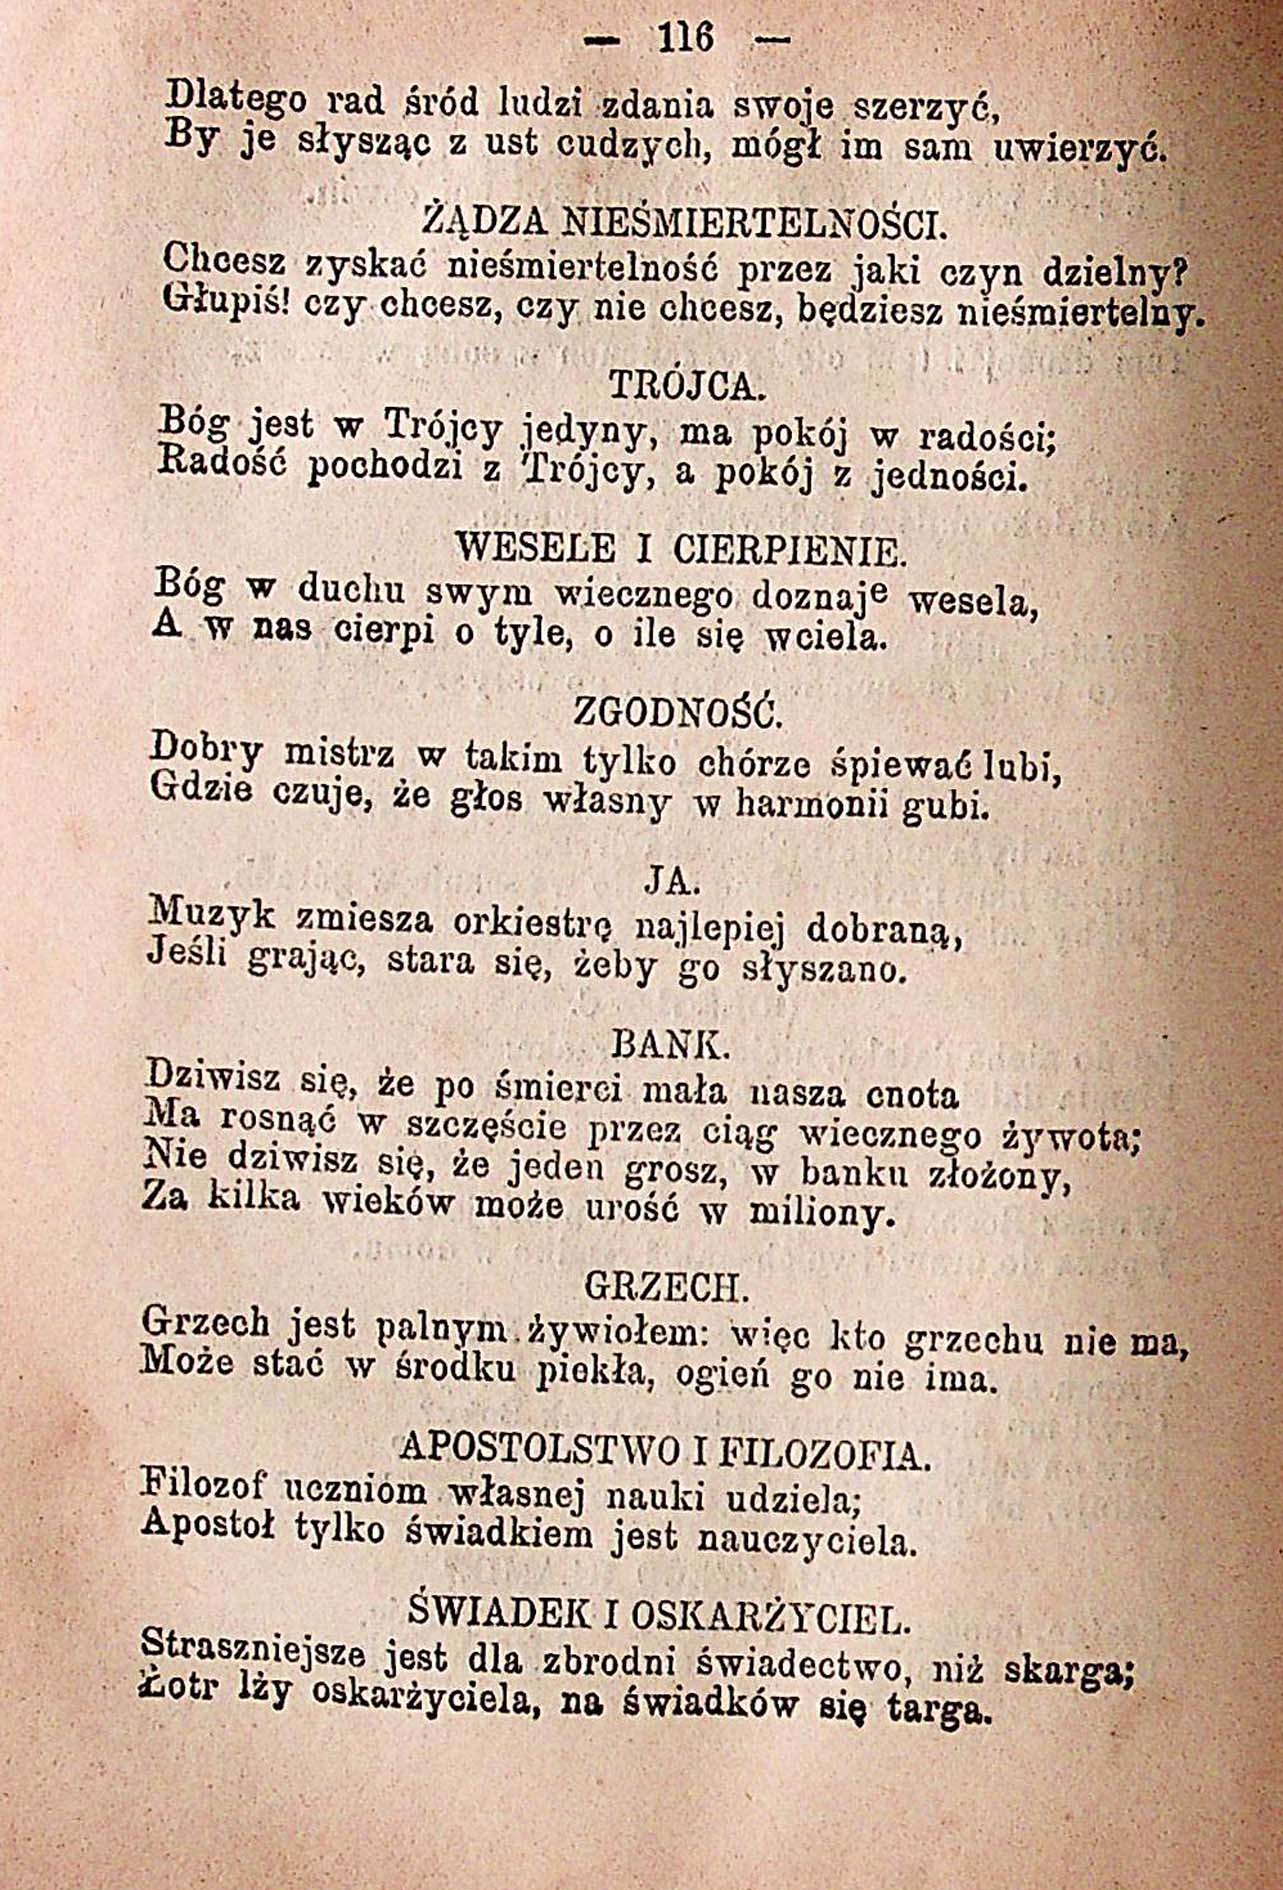 — 116 —
Dlatego rad śród ludzi zdania swoje szerzyć,
By je słysząc z ust cudzych, mógł im sam uwierzyć.
ŻĄDZA NIEŚMIERTELNOŚCI.
Chcesz zyskać nieśmiertelność przez jaki czyn dzielny?
Głupiś! czy chcesz, czy nie chcesz, będziesz nieśmiertelny.
TRÓJCA.
Bóg jest w Trójcy jedyny, ma pokój w radości;
Radość pochodzi z Trójcy, a pokój z jedności.
WESELE I CIERPIENIE.
Bóg w duchu swym wiecznego doznaje wesela,
A w nas cierpi o tyle, o ile się wciela.
ZGODNOŚĆ.
Dobry mistrz w takim tylko chórze śpiewać lubi,
Gdzie czuje, że głos własny w harmonii gubi.
JA.
Muzyk zmiesza orkiestrę najlepiej dobraną,
Jeśli grając, stara się, żeby go słyszano.
BANK.
Dziwisz się, że po śmierci mała nasza cnota
Ma rosnąć w szczęście przez ciąg wiecznego żywota;
Nie dziwisz się, że jeden grosz, w banku złożony,
Za kilka wieków może urość w miliony.
GRZECH.
Grzech jest palnym żywiołem: więc kto grzechu nie ma,
Może stać w środku piekła, ogień go nie ima.
APOSTOLSTWO I FILOZOFIA.
Filozof uczniom własnej nauki udziela;
Apostoł tylko świadkiem jest nauczyciela.
ŚWIADEK I OSKARŻYCIEL.
Straszniejsze jest dla zbrodni świadectwo, niż skarga;
Łotr lży oskarżyciela, na świadków się targa.